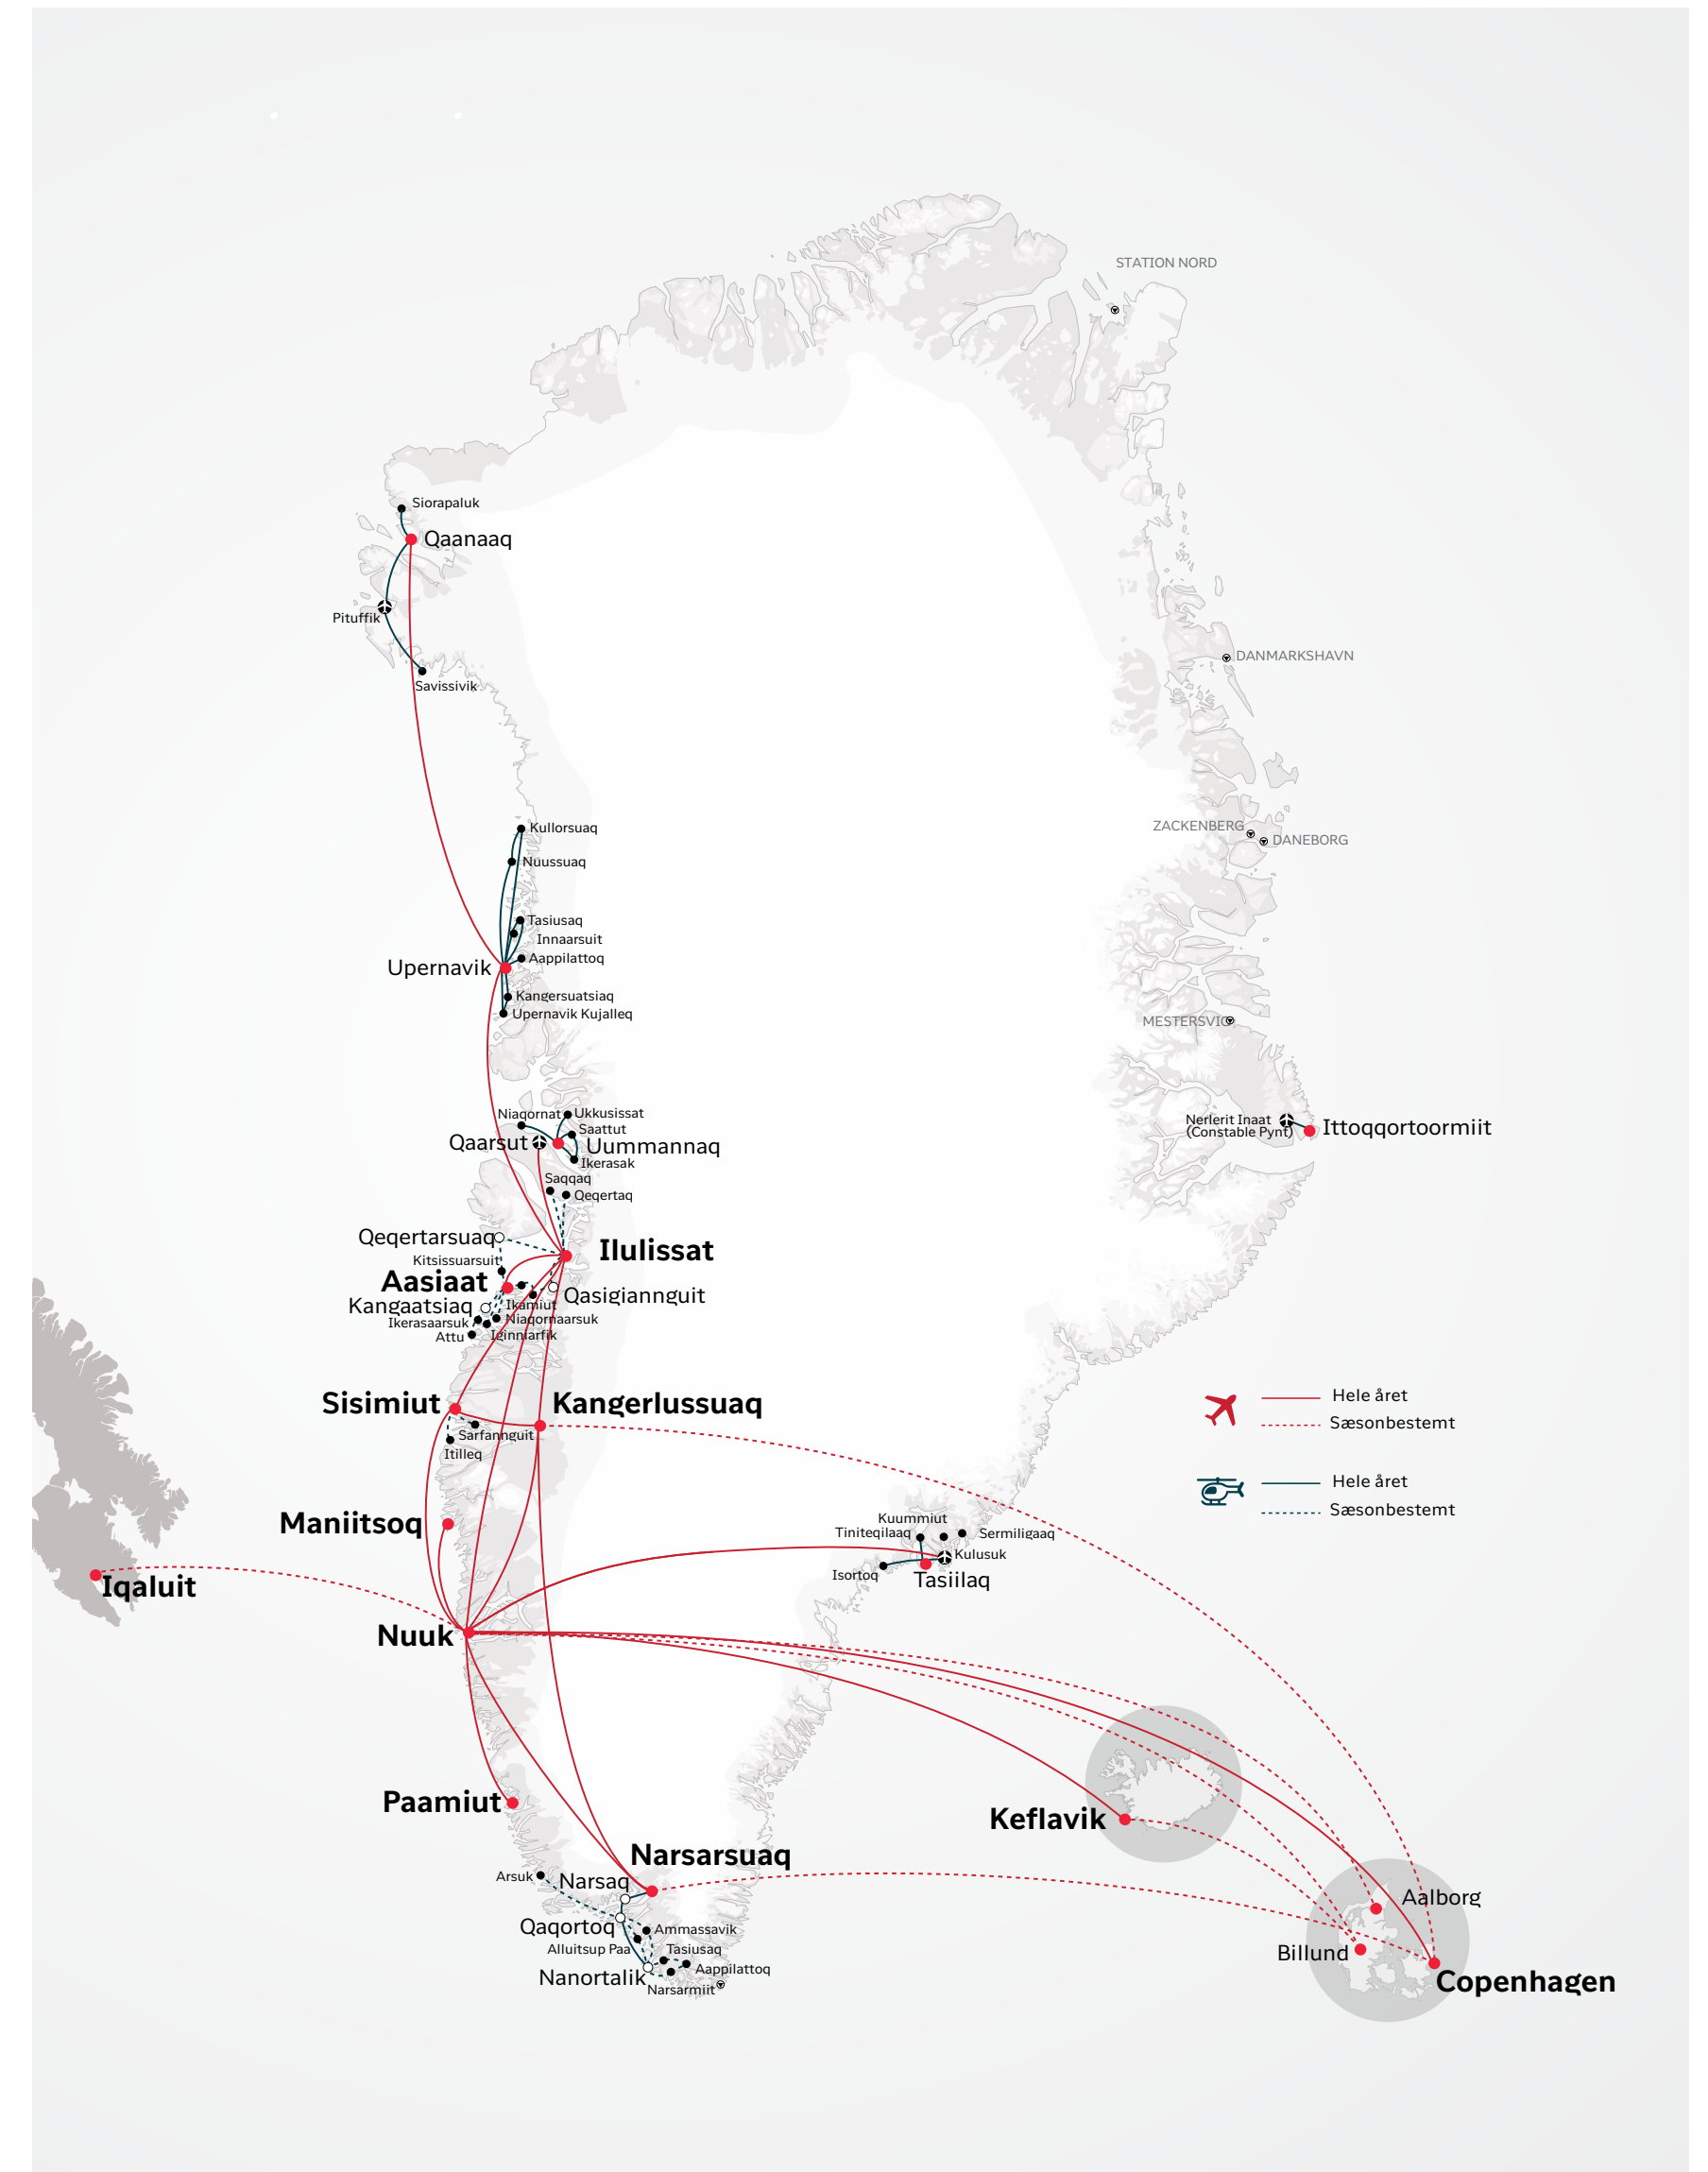 STATION NORD
Siorapaluk
Qaanaaq
Pituffik
Savissivik
DANMARKSHAVN
Kullorsuaq
Nuussuaq
ZACKENBERG
DANEBORG
Tasiusaq
Innaarsuit
Aappilattoq
Upernavik
Kangersuatsiaq
Upernavik Kujalleq
MESTERSVIG
Niaqornat
Ukkusissat
Saattut
Qaarsut
Uummannaq
Ikerasak
Nerlerit Inaat
(Constable Pynt)
Ittoqqortoormiit
Saqqaq
Qeqertaq
Qeqertarsuaq
Ilulissat
Kitsissuarsuit
Aasiaat
Qasigiannguit
Kangaatsiaq
Ikamiut
Niaqornaarsuk
Ikerasaarsuk
Iginniarfik
Attu
Sisimiut
Kangerlussuaq
Sarfannguit
Itilleq
Hele året
Sæsonbestemt
Hele året
Sæsonbestemt
Maniitsoq
Kuummiut
Tiniteqilaaq
Sermiligaaq
Kulusuk
Isortoq
Tasiilaq
Iqaluit
Nuuk
Paamiut
Keflavik
Narsarsuaq
Arsuk
Narsaq
Aalborg
Qaqortoq
Ammassavik
Alluitsup Paa
Tasiusaq
Billund
Aappilattoq
Nanortalik
Narsarmiit
Copenhagen